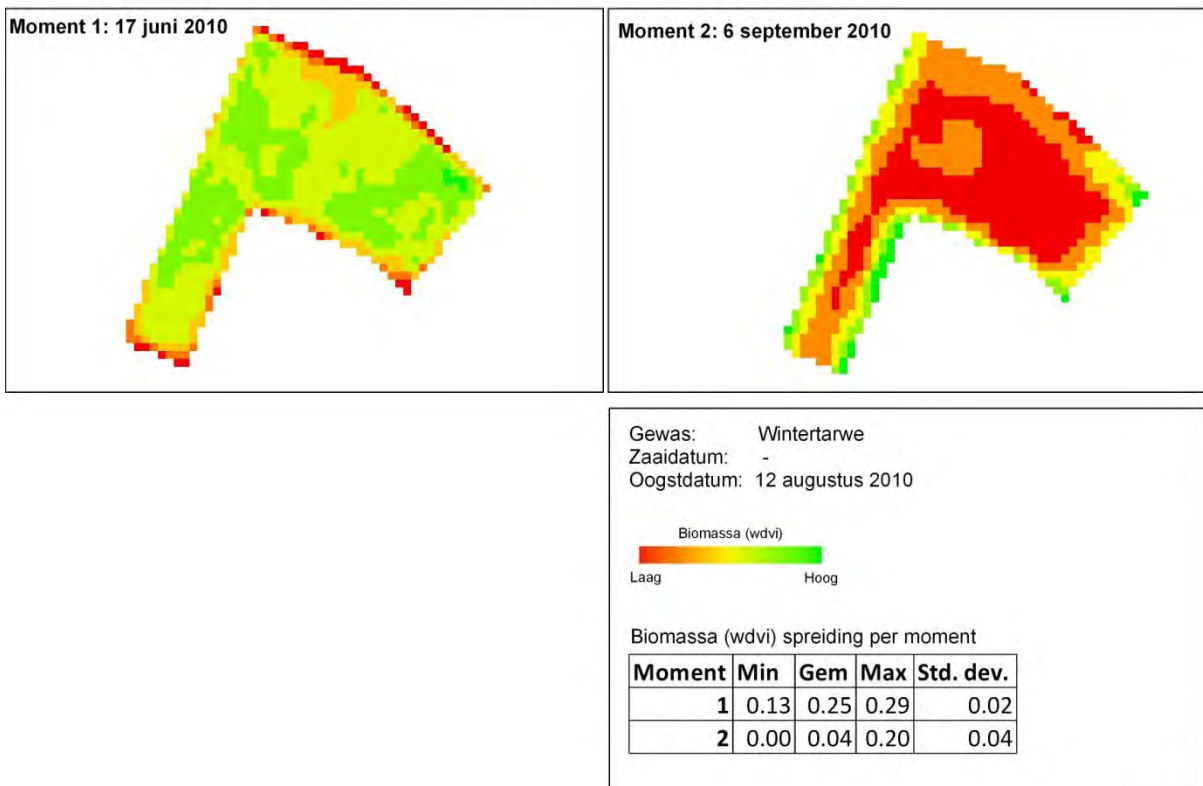 Moment 1: 17 juni 2010
Moment 2: 6 september 2010
Gewas: Wintertarwe
Zaaidatum: -
Oogstdatum: 12 augustus 2010
Biomassa (wdvi)
Laag Hoog
Biomassa (wdvi) spreiding per moment
Moment Min Gem Max Std. dev.
1 0.13 0.25 0.29 0.02
2 0.00 0.04 0.20 0.04